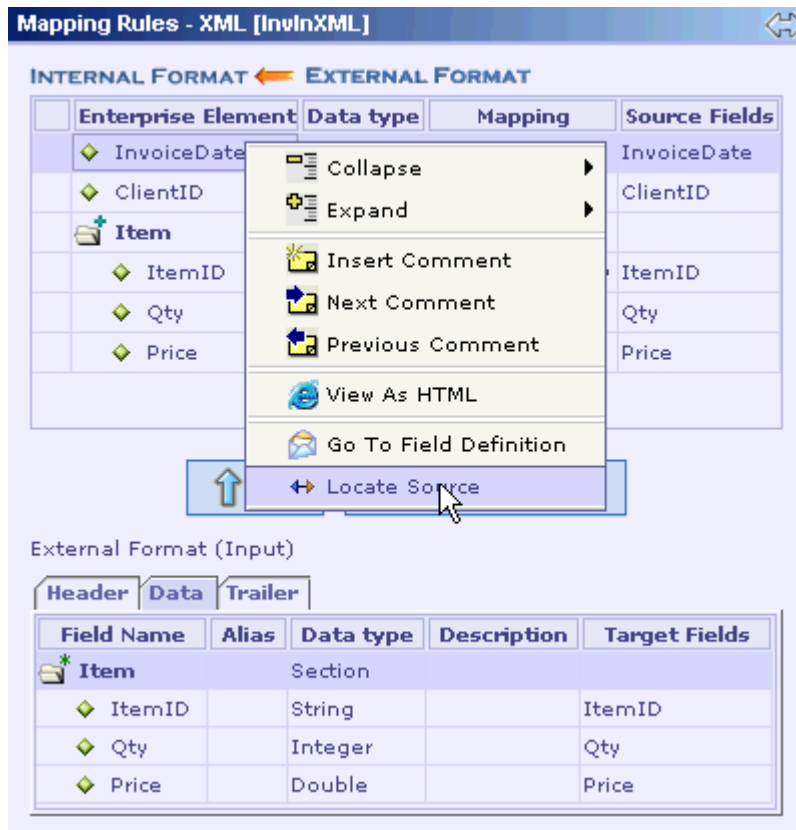 Mapping Rules - XML [InvInXML]
INTERNAL FORMAT EXTERNAL FORMAT
Enterprise Element Data type Mapping Source Fields
InvoiceDate InvoiceDate
ClientID ClientID
Item
ItemID ItemID
Qty Qty
Price Price
Collapse
Expand
Insert Comment
Next Comment
Previous Comment
View As HTML
Go To Field Definition
Locate Source
External Format (Input)
Header Data Trailer
Field Name Alias Data type Description Target Fields
Item Section
ItemID String ItemID
Qty Integer Qty
Price Double Price